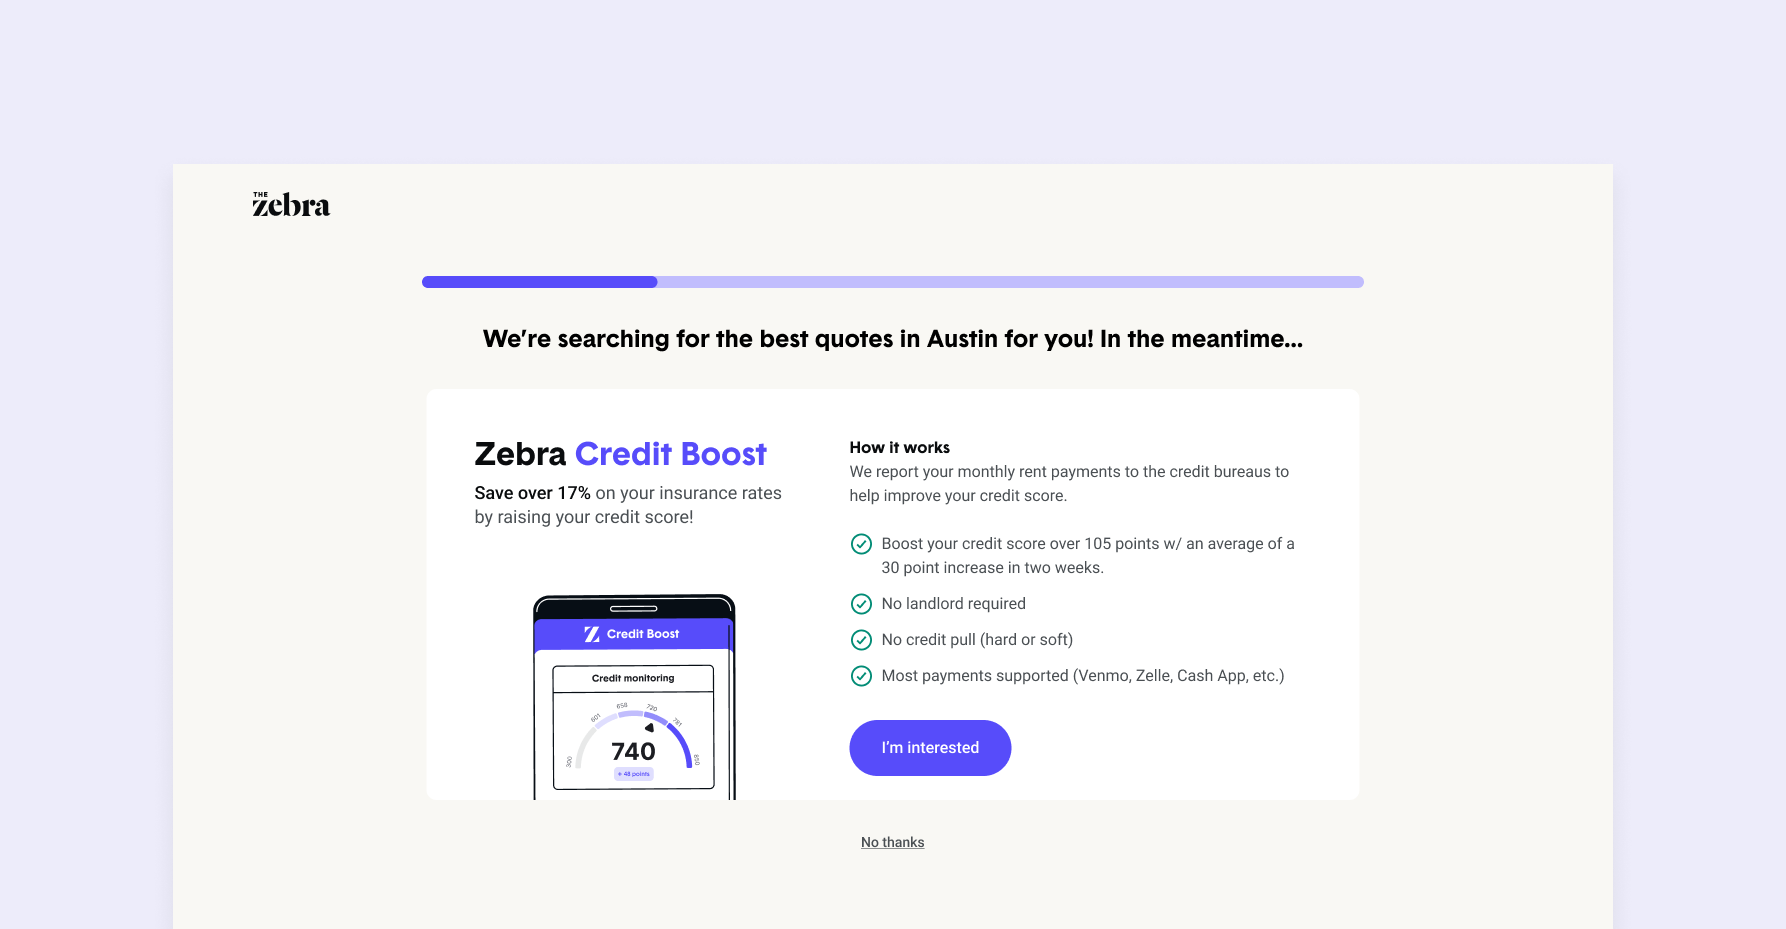 THE
zebra
We're searching for the best quotes in Austin for you! In the meantime...
Zebra Credit Boost
Save over 17% on your insurance rates
by raising your credit score!
Credit Boost
Credit monitoring
300
601
658
720
781
850
740
+ 48 points
How it works
We report your monthly rent payments to the credit bureaus to
help improve your credit score.
Boost your credit score over 105 points w/ an average of a
30 point increase in two weeks.
No landlord required
No credit pull (hard or soft)
Most payments supported (Venmo, Zelle, Cash App, etc.)
I'm interested
No thanks